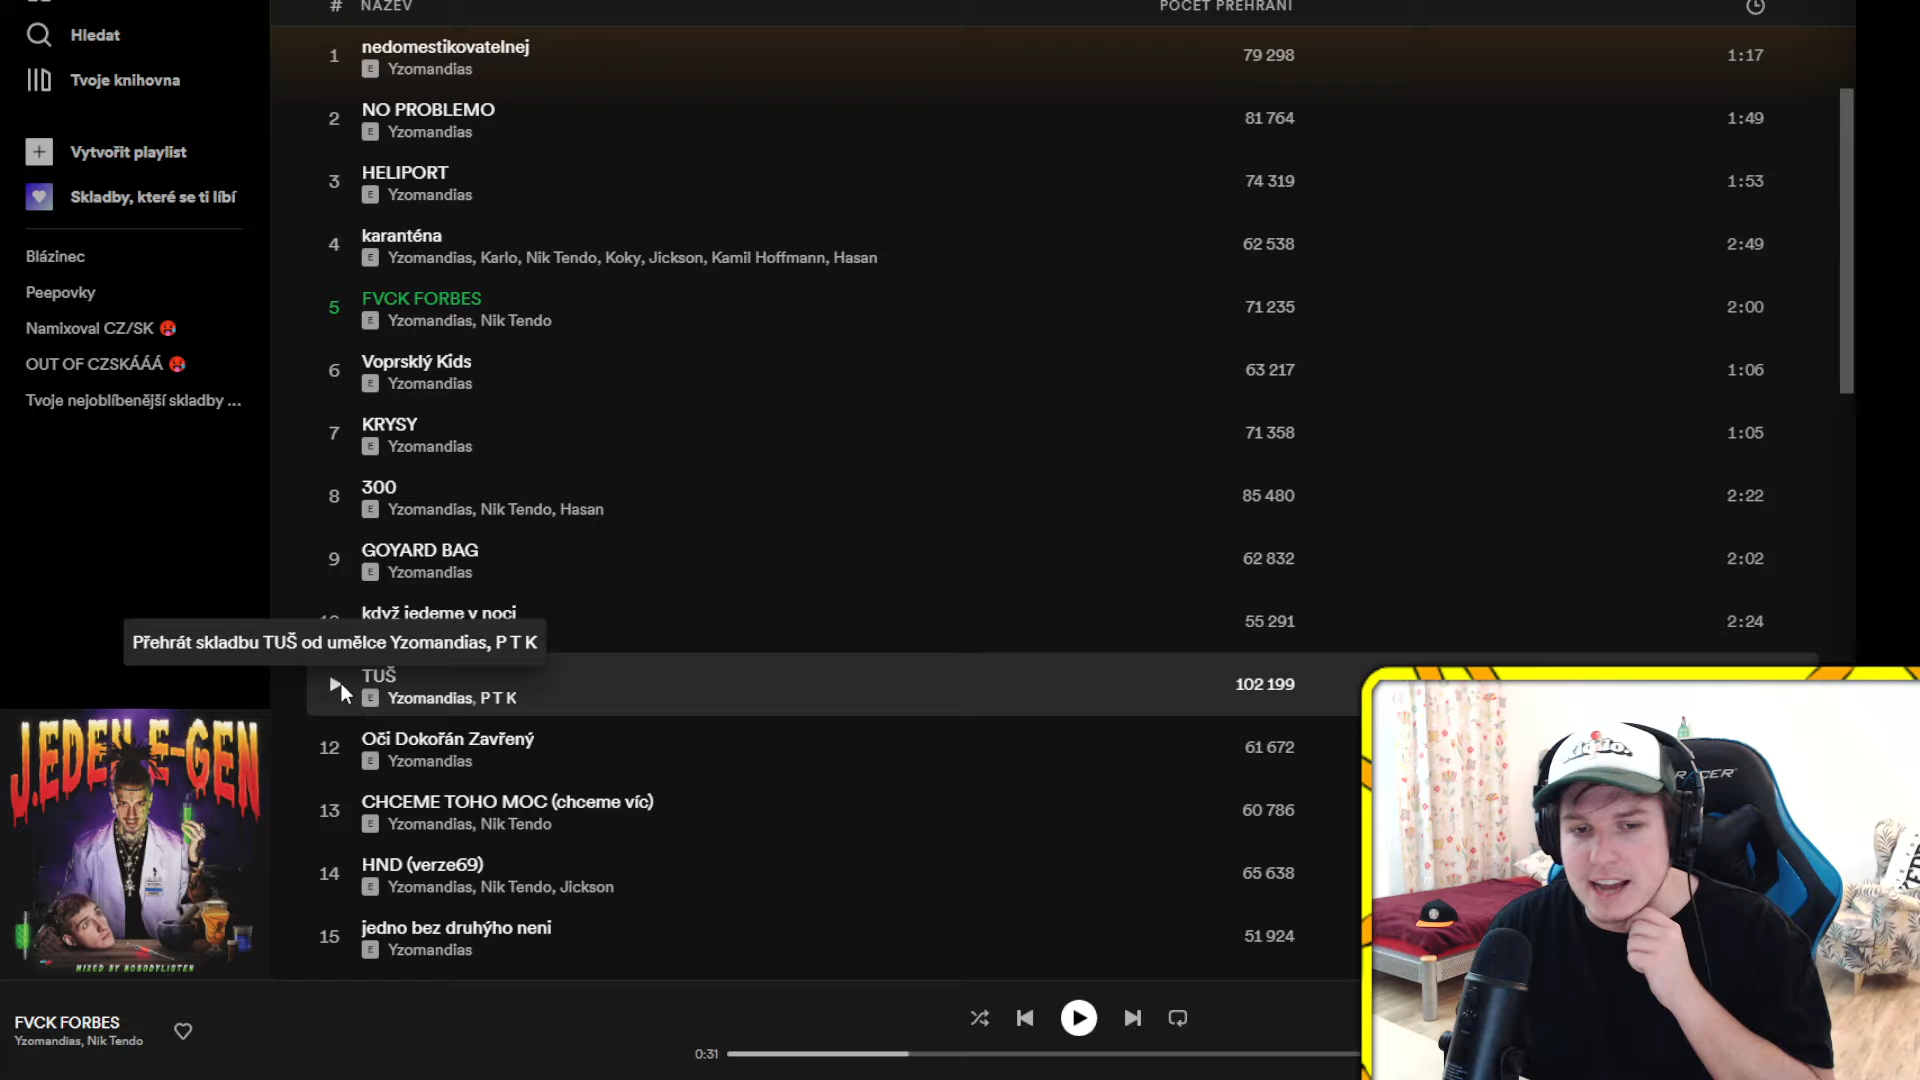 # NÁZEV POČET PŘEHRÁNÍ
Hledat
Tvoje knihovna
Vytvořit playlist
Skladby, které se ti líbí
Blázinec
Peepovky
Namixoval CZ/SK
OUT OF CZSKÁÁÁ
Tvoje nejoblíbenější skladby ...
1 nedomestikovatelnej 79 298 1:17
E Yzomandias
2 NO PROBLEMO 81 764 1:49
E Yzomandias
3 HELIPORT 74 319 1:53
E Yzomandias
4 karanténa 62 538 2:49
E Yzomandias, Karlo, Nik Tendo, Koky, Jickson, Kamil Hoffmann, Hasan
5 FVCK FORBES 71 235 2:00
E Yzomandias, Nik Tendo
6 Voprsklý Kids 63 217 1:06
E Yzomandias
7 KRYSY 71 358 1:05
E Yzomandias
8 300 85 480 2:22
E Yzomandias, Nik Tendo, Hasan
9 GOYARD BAG 62 832 2:02
E Yzomandias
když jedeme v noci 55 291 2:24
Přehrát skladbu TUŠ od umělce Yzomandias, P T K
TUŠ 102 199
E Yzomandias, P T K
12 Oči Dokořán Zavřený 61 672
E Yzomandias
13 CHCEME TOHO MOC (chceme víc) 60 786
E Yzomandias, Nik Tendo
14 HND (verze69) 65 638
E Yzomandias, Nik Tendo, Jickson
15 jedno bez druhýho neni 51 924
E Yzomandias
J.EDEN E-GEN
MIXED BY NOBODYLISTEN
FVCK FORBES
Yzomandias, Nik Tendo
0:31